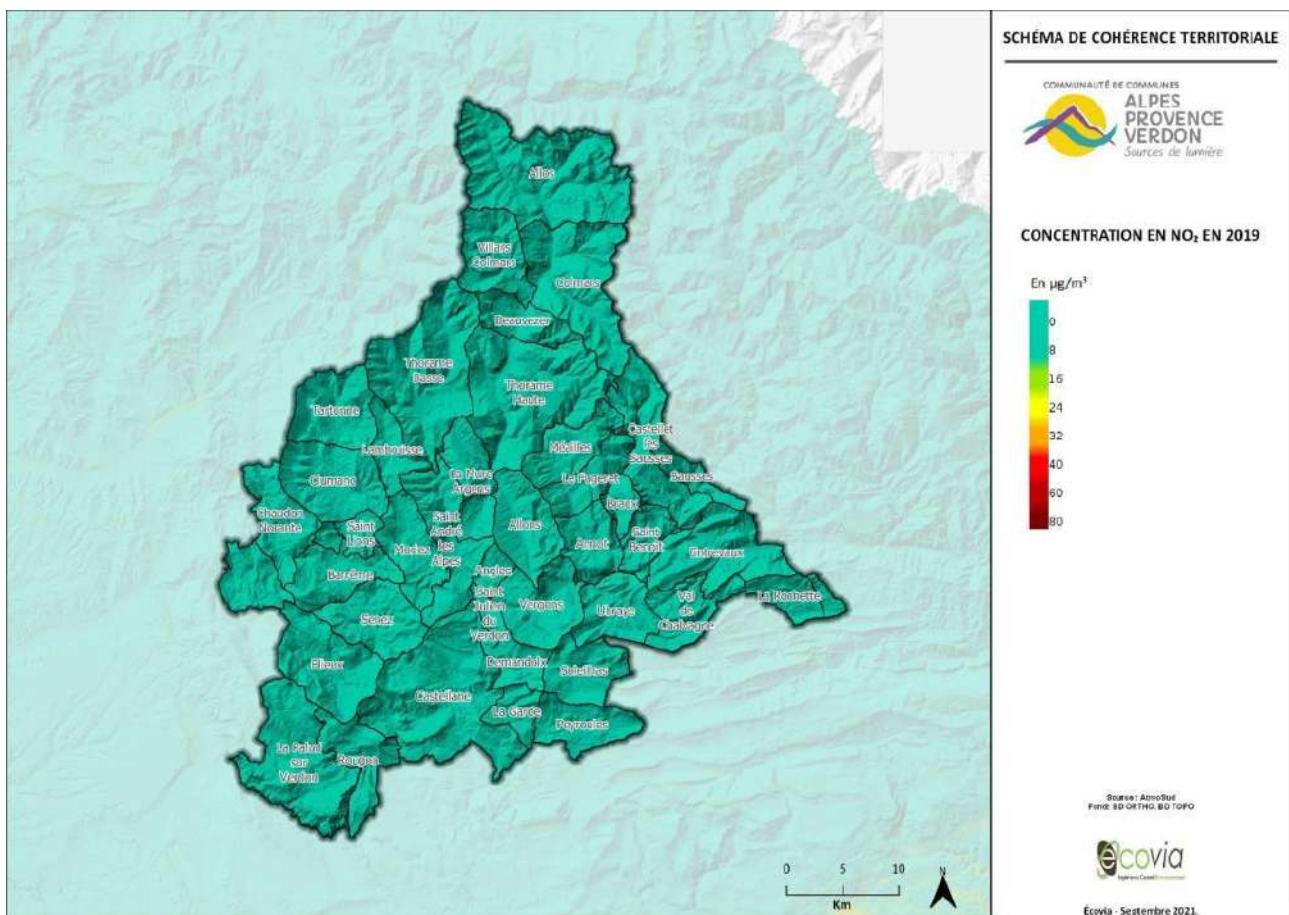 SCHÉMA DE COHÉRENCE TERRITORIALE
COMMUNAUTÉ DE COMMUNES
ALPES
PROVENCE
VERDON
Sources de lumière
CONCENTRATION EN NO₂ EN 2019
En µg/m³
0
8
16
24
32
40
60
80
Allos
Villars
Colmars
Colmars
Beauvezer
Thorame
Basse
Thorame
Haute
Tartonne
Lambruisse
Castellet
lès
Sausses
Méailles
La Mure
Argens
Le Fugeret
Sausses
Clumanc
Braux
Chaudon
Norante
Saint
Lions
Moriez
Saint
André
les
Alpes
Allons
Annot
Saint
Benoît
Entrevaux
Barrême
Angles
Saint
Julien
du
Verdon
Vergons
Ubraye
Val
de
Chalvagne
La Rochette
Senez
Blieux
Demandolx
Soleilhas
Castellane
La Garde
Peyroules
La Palud
sur
Verdon
Rougon
0 5 10
Km
N
Source : AtmoSud
Fond: BD ORTHO, BD TOPO
écovia
Écovia - Septembre 2021.